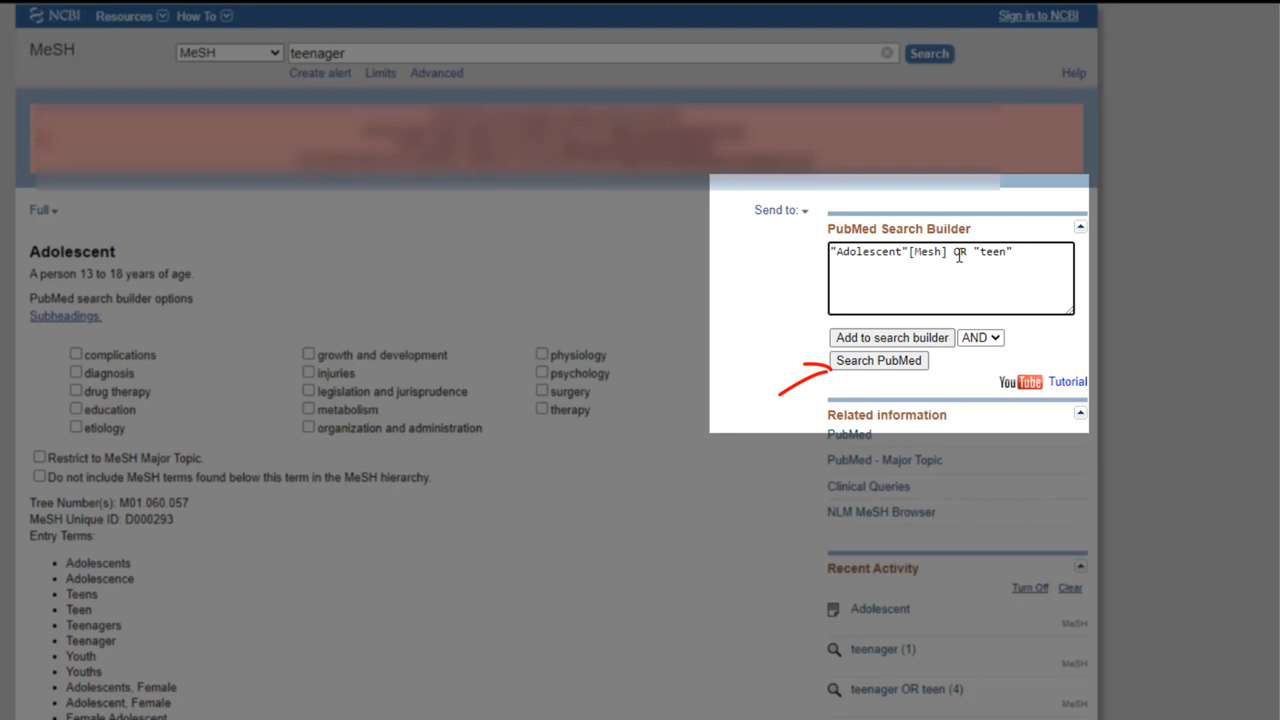 NCBI Resources How To Sign in to NCBI
MeSH MeSH teenager Search
Create alert Limits Advanced Help
Full Send to:
PubMed Search Builder
"Adolescent"[Mesh] OR "teen"
Add to search builder AND
Search PubMed
You Tube Tutorial
Adolescent
A person 13 to 18 years of age.
PubMed search builder options
Subheadings:
complications growth and development physiology
diagnosis injuries psychology
drug therapy legislation and jurisprudence surgery
education metabolism therapy
etiology organization and administration
Restrict to MeSH Major Topic.
Do not include MeSH terms found below this term in the MeSH hierarchy.
Tree Number(s): M01.060.057
MeSH Unique ID: D000293
Entry Terms:
Adolescents
Adolescence
Teens
Teen
Teenagers
Teenager
Youth
Youths
Adolescents, Female
Adolescent, Female
Female Adolescent
Related information
PubMed
PubMed - Major Topic
Clinical Queries
NLM MeSH Browser
Recent Activity
Turn Off Clear
Adolescent
MeSH
teenager (1)
MeSH
teenager OR teen (4)
MeSH